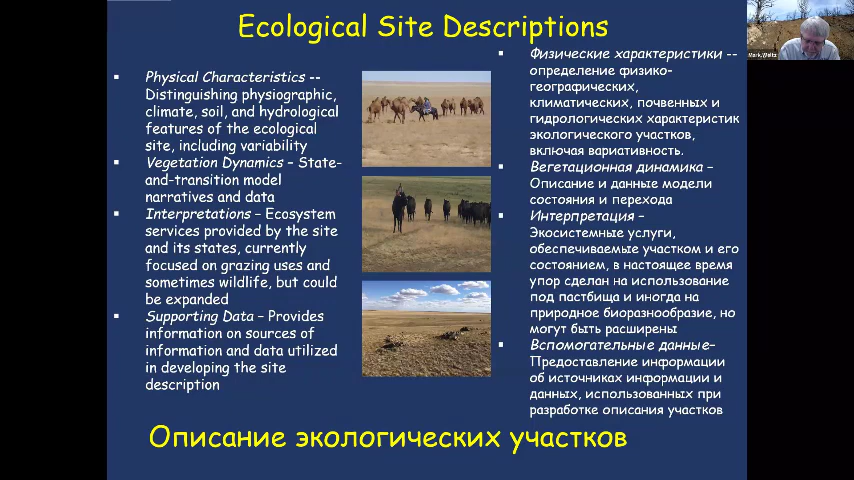 Ecological Site Descriptions
Physical Characteristics --
Distinguishing physiographic,
climate, soil, and hydrological
features of the ecological
site, including variability
Vegetation Dynamics – State-
and-transition model
narratives and data
Interpretations – Ecosystem
services provided by the site
and its states, currently
focused on grazing uses and
sometimes wildlife, but could
be expanded
Supporting Data – Provides
information on sources of
information and data utilized
in developing the site
description
Физические характеристики --
определение физико-
географических,
климатических, почвенных и
гидрологических характеристик
экологического участков,
включая вариативность.
Вегетационная динамика –
Описание и данные модели
состояния и перехода
Интерпретация –
Экосистемные услуги,
обеспечиваемые участком и его
состоянием, в настоящее время
упор сделан на использование
под пастбища и иногда на
природное биоразнообразие, но
могут быть расширены
Вспомогательные данные–
Предоставление информации
об источниках информации и
данных, использованных при
разработке описания участков
Описание экологических участков
Mark Weltz